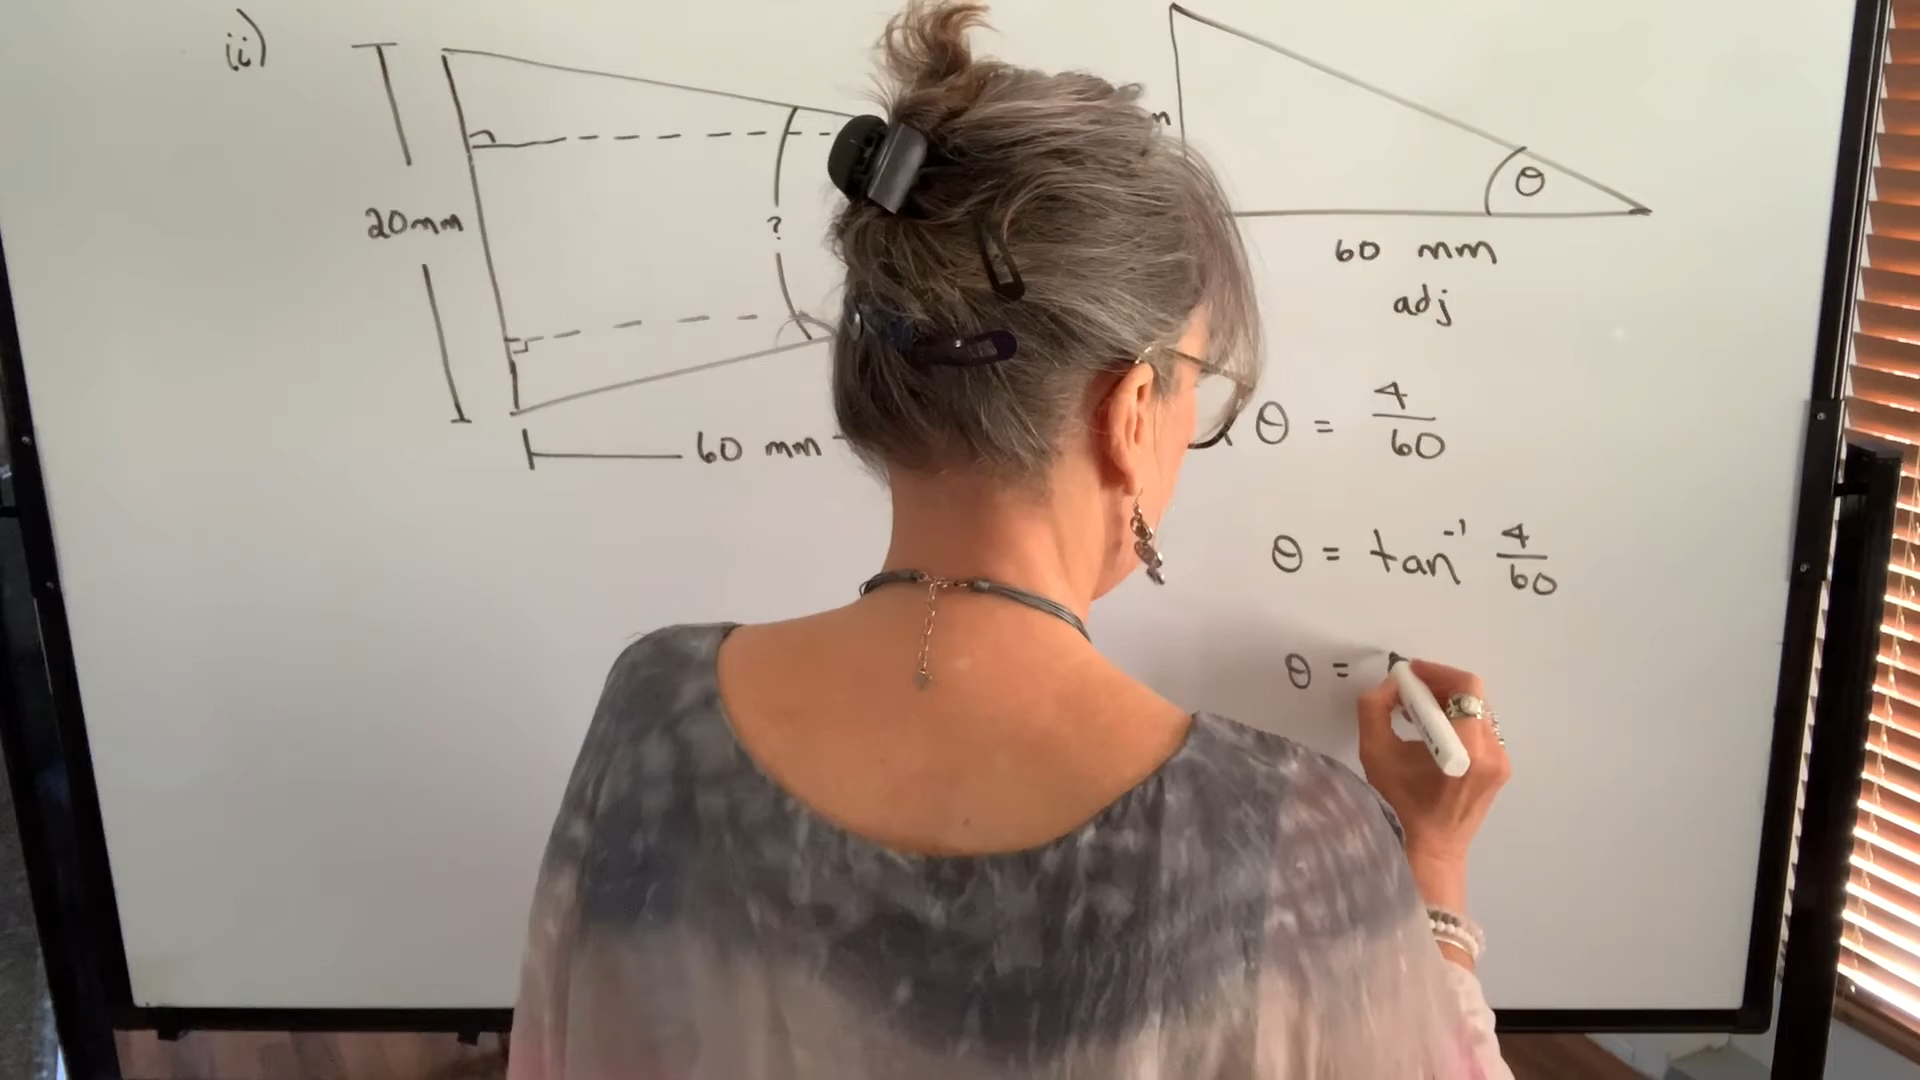 ii)
20mm
?
60 mm
m
θ
60 mm
adj
θ = 4/60
θ = tan⁻¹ 4/60
θ =